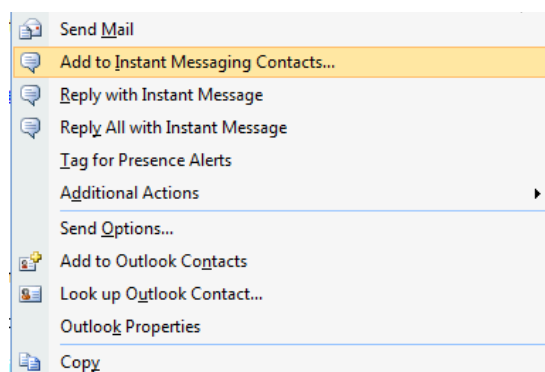 Send Mail
Add to Instant Messaging Contacts...
Reply with Instant Message
Reply All with Instant Message
Tag for Presence Alerts
Additional Actions
Send Options...
Add to Outlook Contacts
Look up Outlook Contact...
Outlook Properties
Copy